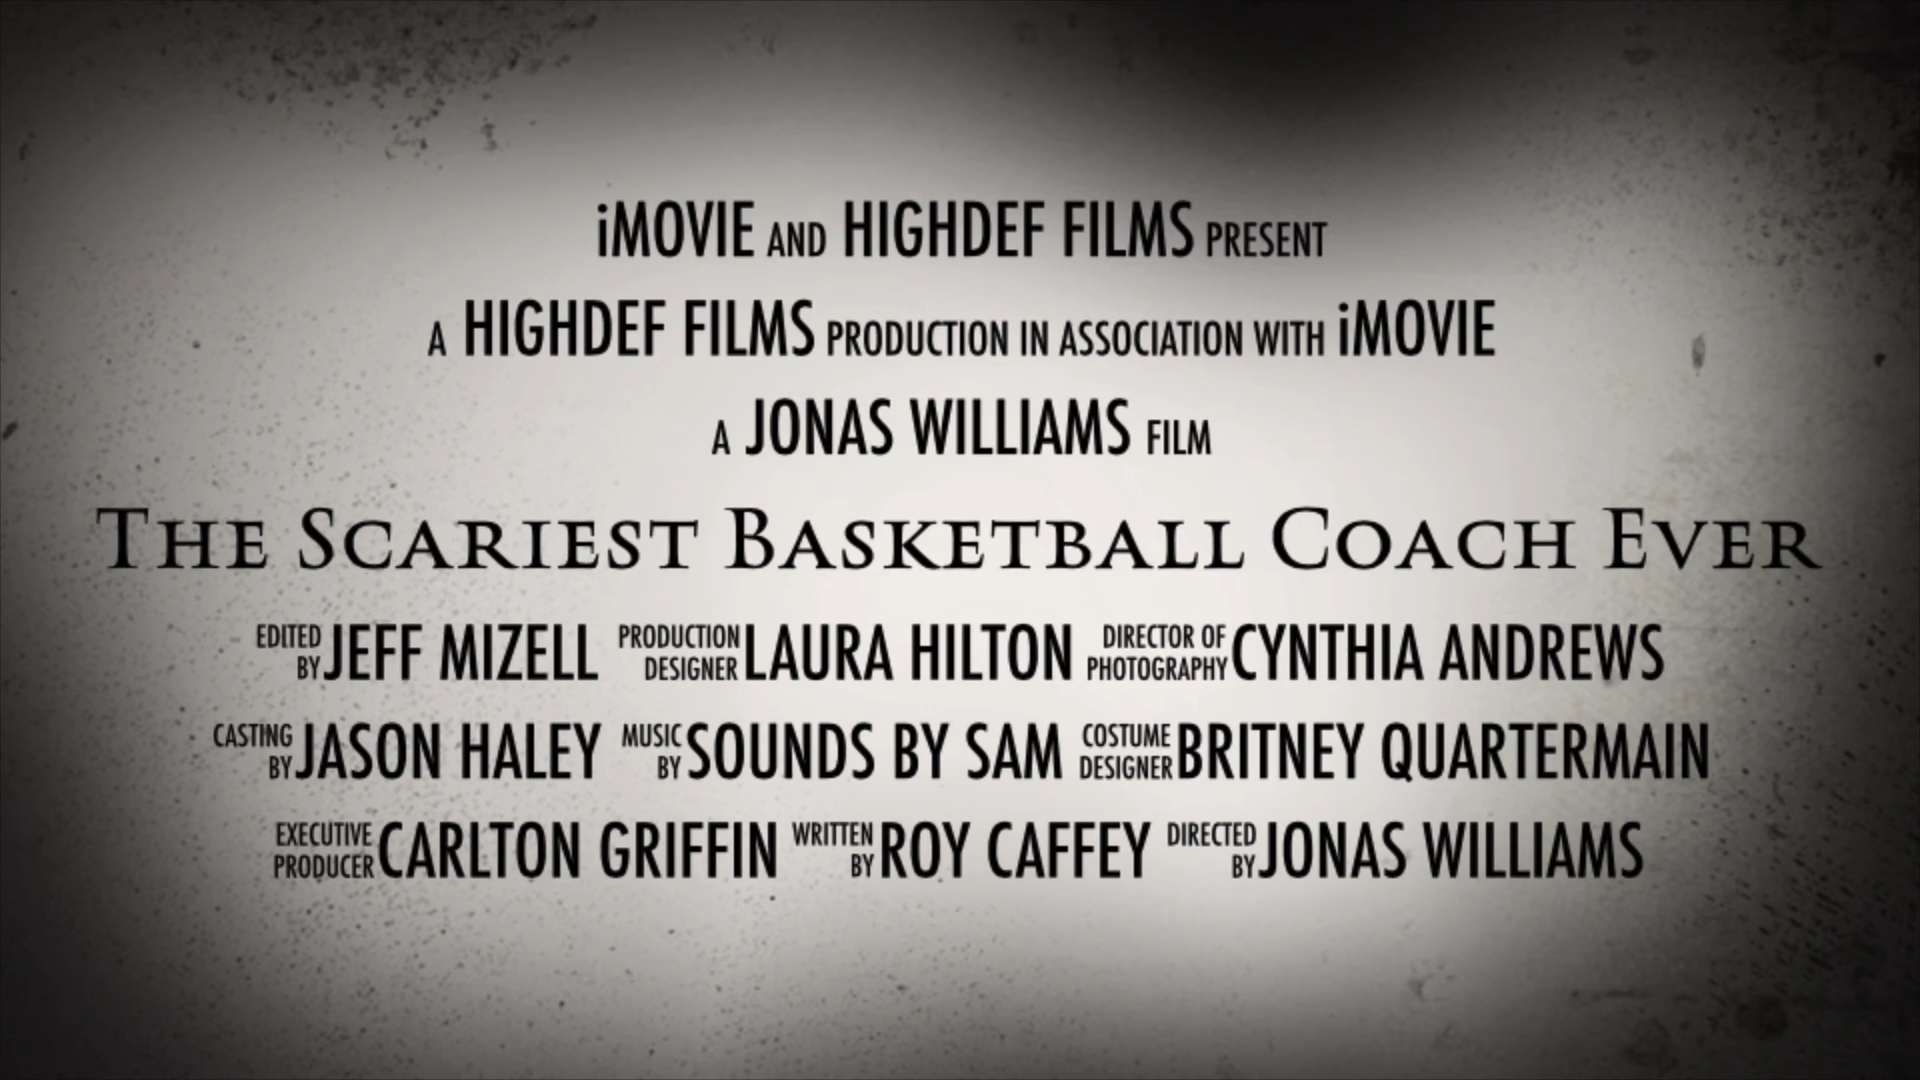 iMOVIE AND HIGHDEF FILMS PRESENT
A HIGHDEF FILMS PRODUCTION IN ASSOCIATION WITH iMOVIE
A JONAS WILLIAMS FILM
THE SCARIEST BASKETBALL COACH EVER
EDITED BY JEFF MIZELL PRODUCTION DESIGNER LAURA HILTON DIRECTOR OF PHOTOGRAPHY CYNTHIA ANDREWS
CASTING BY JASON HALEY MUSIC BY SOUNDS BY SAM COSTUME DESIGNER BRITNEY QUARTERMAIN
EXECUTIVE PRODUCER CARLTON GRIFFIN WRITTEN BY ROY CAFFEY DIRECTED BY JONAS WILLIAMS